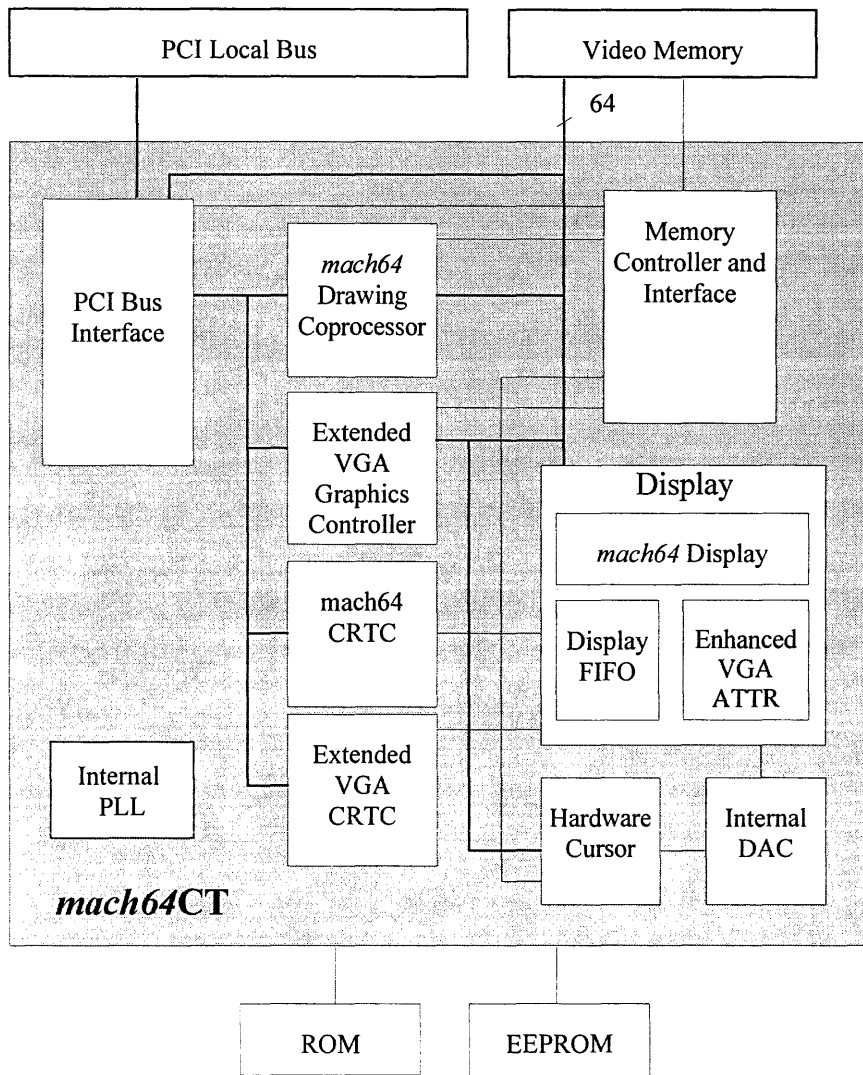 PCI Local Bus
Video Memory
64
PCI Bus
Interface
mach64
Drawing
Coprocessor
Memory
Controller and
Interface
Extended
VGA
Graphics
Controller
Display
mach64 Display
Display
FIFO
Enhanced
VGA
ATTR
mach64
CRTC
Extended
VGA
CRTC
Internal
PLL
Hardware
Cursor
Internal
DAC
mach64CT
ROM
EEPROM